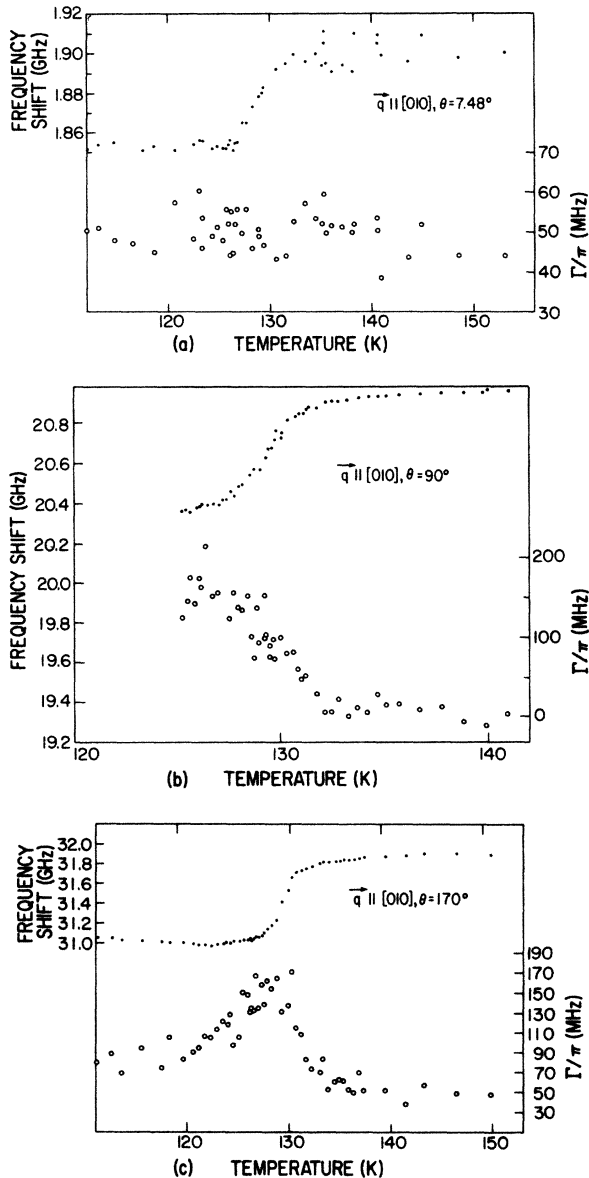 1.92
1.90
1.88
1.86
FREQUENCY
SHIFT (GHz)
q || [010], θ=7.48°
70
60
50
40
30
Γ/π (MHz)
120 130 140 150
(a) TEMPERATURE (K)
20.8
20.6
20.4
20.2
20.0
19.8
19.6
19.4
19.2
FREQUENCY SHIFT (GHz)
q || [010], θ=90°
200
100
0
Γ/π (MHz)
120 130 140
(b) TEMPERATURE (K)
32.0
31.8
31.6
31.4
31.1
31.0
FREQUENCY
SHIFT (GHz)
q || [010], θ=170°
190
170
150
130
110
90
70
50
30
Γ/π (MHz)
120 130 140 150
(c) TEMPERATURE (K)